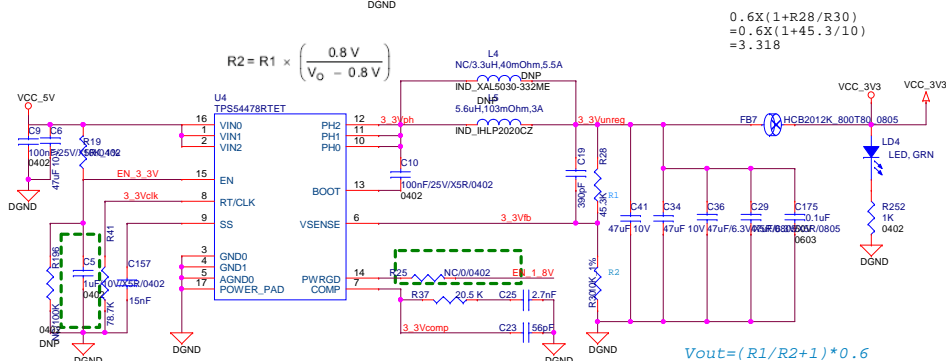 DGND
0.6X(1+R28/R30)
=0.6X(1+45.3/10)
=3.318
R2 = R1 × ( 0.8 V / (V_O − 0.8 V) )
L4
NC/3.3uH,40mOhm,5.5A
DNP
IND_XAL5030-332ME
DNP
L5
5.6uH,103mOhm,3A
IND_IHLP2020CZ
VCC_5V
U4
TPS54478RTET
VCC_3V3
VCC_3V3
C9
C6
R19
100nF/25V/X5R/0402
0402
47uF 10V
16
1
2
VIN0
VIN1
VIN2
PH2
PH1
PH0
12
11
10
3_3Vph
3_3Vunreg
FB7
HCB2012K_800T80_0805
LD4
LED, GRN
C10
100nF/25V/X5R/0402
C19
390pF
R28
45.3K
R1
EN_3_3V
15
EN
BOOT
13
3_3Vclk
8
RT/CLK
9
SS
VSENSE
6
3_3Vfb
R41
78.7K
R196
100K
0402
DNP
C5
1uF/10V/X5R/0402
0402
C157
15nF
3
4
5
17
GND0
GND1
AGND0
POWER_PAD
PWRGD
COMP
14
7
R25
NC/0/0402
EN_1_8V
R37
20.5 K
C25
2.7nF
3_3Vcomp
C23
56pF
R30
10K_1%
R2
C41
47uF 10V
C34
47uF 10V
C36
47uF/6.3V
C29
C175
0.1uF
0603
R252
1K
0402
DGND
DGND
DGND
DGND
DGND
DGND
DGND
Vout=(R1/R2+1)*0.6